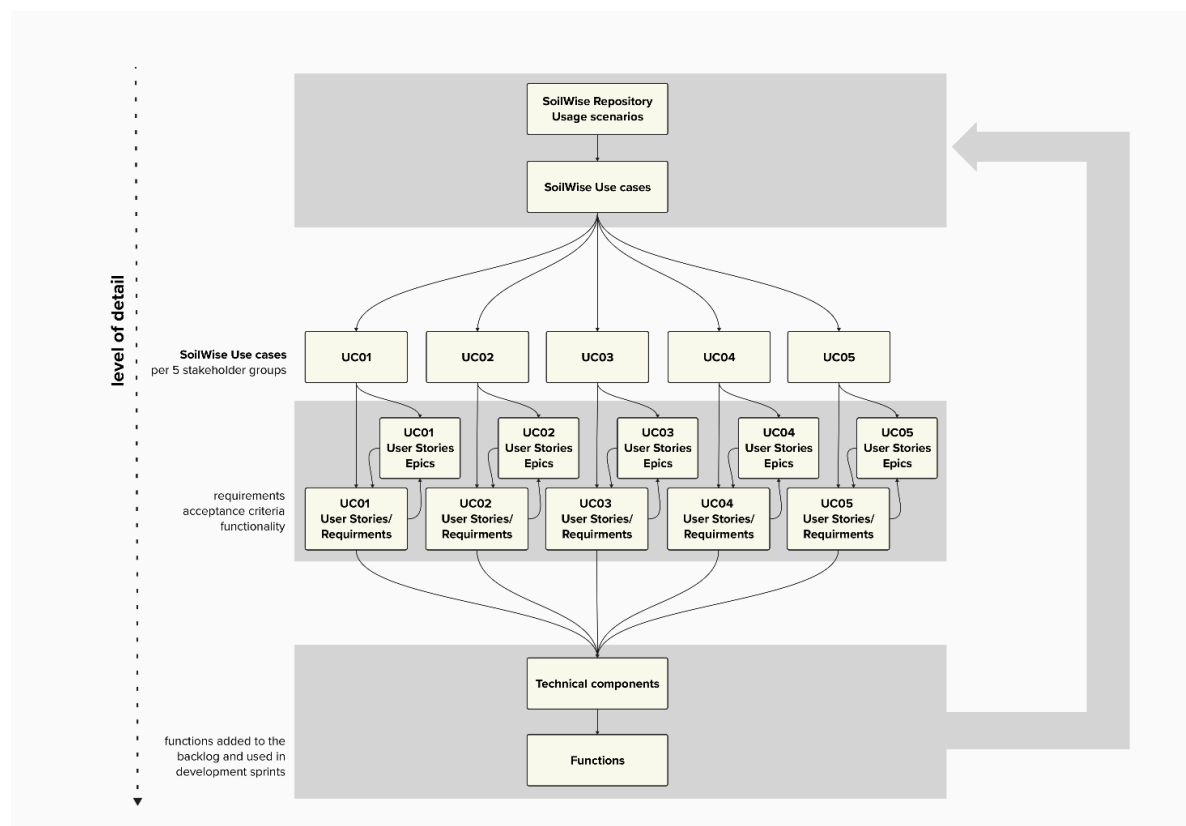 SoilWise Repository
Usage scenarios
SoilWise Use cases
level of detail
SoilWise Use cases
per 5 stakeholder groups
UC01
UC02
UC03
UC04
UC05
UC01
User Stories
Epics
UC02
User Stories
Epics
UC03
User Stories
Epics
UC04
User Stories
Epics
UC05
User Stories
Epics
requirements
acceptance criteria
functionality
UC01
User Stories/
Requirments
UC02
User Stories/
Requirments
UC03
User Stories/
Requirments
UC04
User Stories/
Requirments
UC05
User Stories/
Requirments
Technical components
functions added to the
backlog and used in
development sprints
Functions